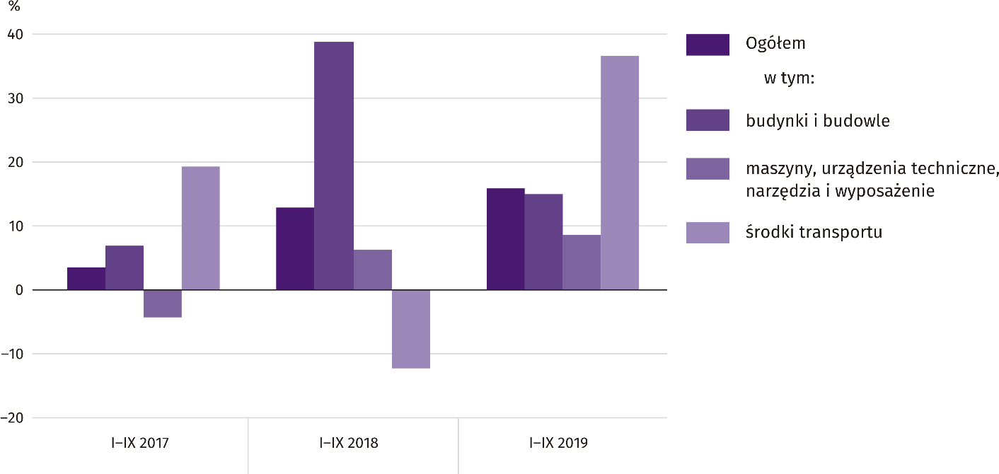 %
40
30
20
10
0
–10
–20
I–IX 2017
I–IX 2018
I–IX 2019
Ogółem
w tym:
budynki i budowle
maszyny, urządzenia techniczne,
narzędzia i wyposażenie
środki transportu